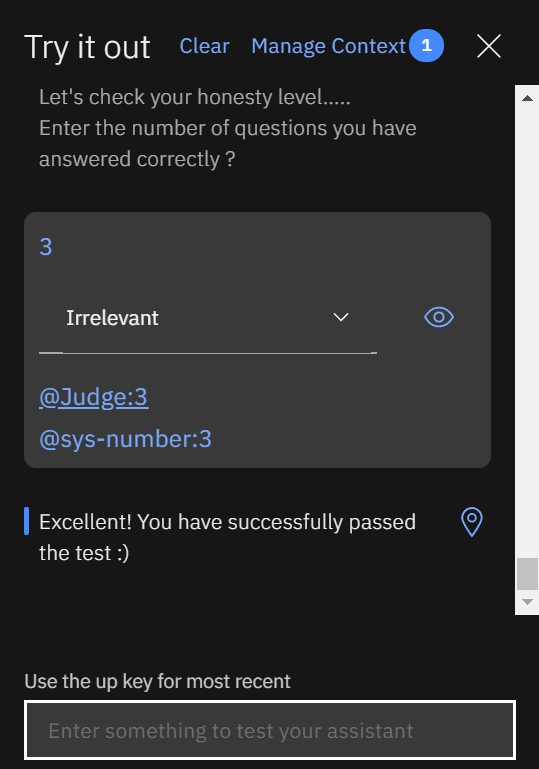 Try it out Clear Manage Context 1
Let's check your honesty level.....
Enter the number of questions you have
answered correctly ?
3
Irrelevant
@Judge:3
@sys-number:3
Excellent! You have successfully passed
the test :)
Use the up key for most recent
Enter something to test your assistant